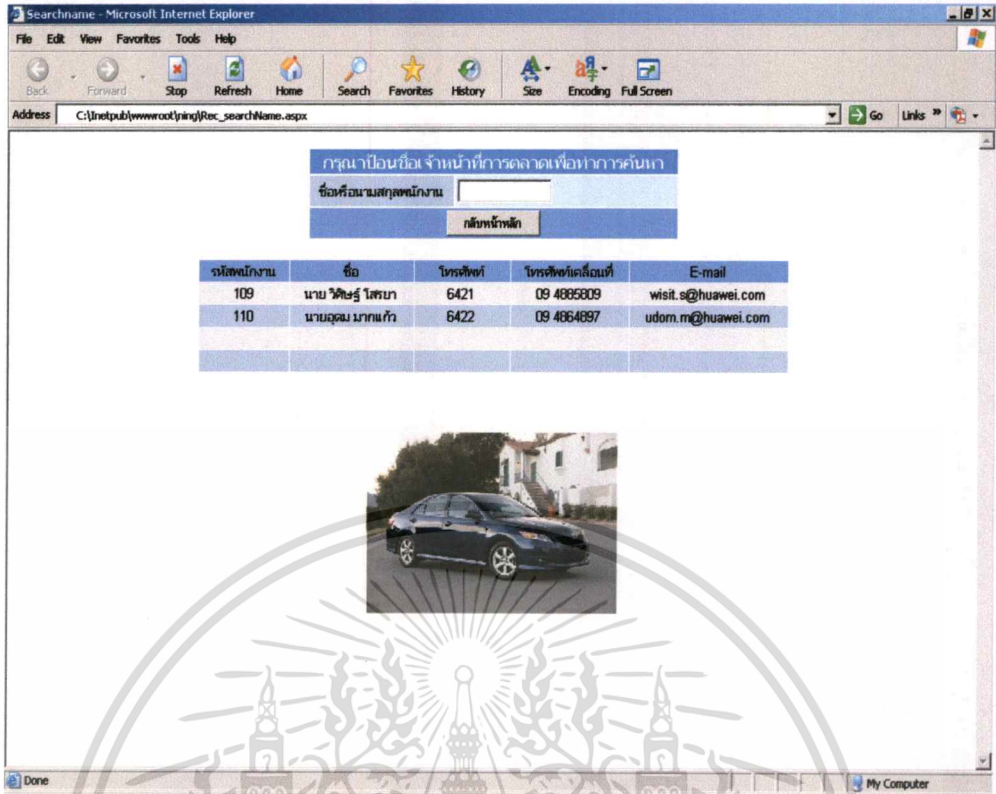 Searchname - Microsoft Internet Explorer
File Edit View Favorites Tools Help
Back Forward Stop Refresh Home Search Favorites History Size Encoding Full Screen
Address C:\Inetpub\wwwroot\ning\Rec_searchName.aspx Go Links »
กรุณาป้อนชื่อเจ้าหน้าที่การตลาดเพื่อทำการค้นหา
ชื่อหรือนามสกุลพนักงาน
กลับหน้าหลัก
รหัสพนักงาน ชื่อ โทรศัพท์ โทรศัพท์เคลื่อนที่ E-mail
109 นาย วิศิษฐ์ โสรยา 6421 09 4885809 wisit.s@huawei.com
110 นายอุดม มากแก้ว 6422 09 4864897 udom.m@huawei.com
Done My Computer